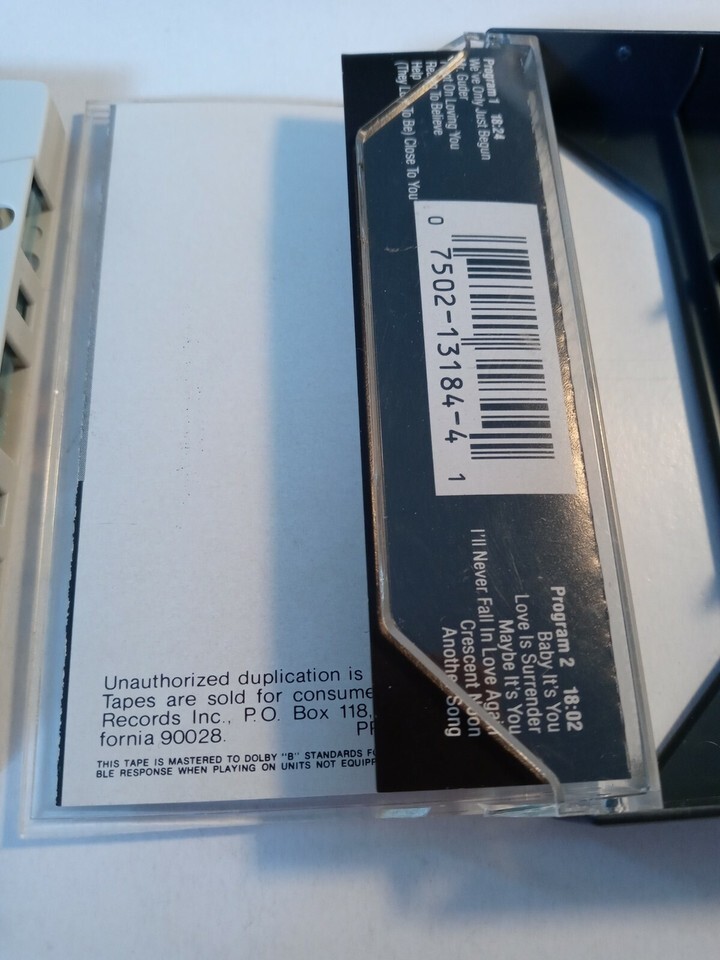 Program 1 18:24
We've Only Just Begun
Mr. Guder
On Loving You
To Believe
Help
(They To Be) Close To You
0 7502-13184-4 1
Program 2 18:02
Baby It's You
Love Is Surrender
Maybe It's You
I'll Never Fall In Love Again
Crescent Noon
Another Song
Unauthorized duplication is
Tapes are sold for consume
Records Inc., P.O. Box 118,
fornia 90028.
THIS TAPE IS MASTERED TO DOLBY "B" STANDARDS
BLE RESPONSE WHEN PLAYING ON UNITS NOT EQUIPP